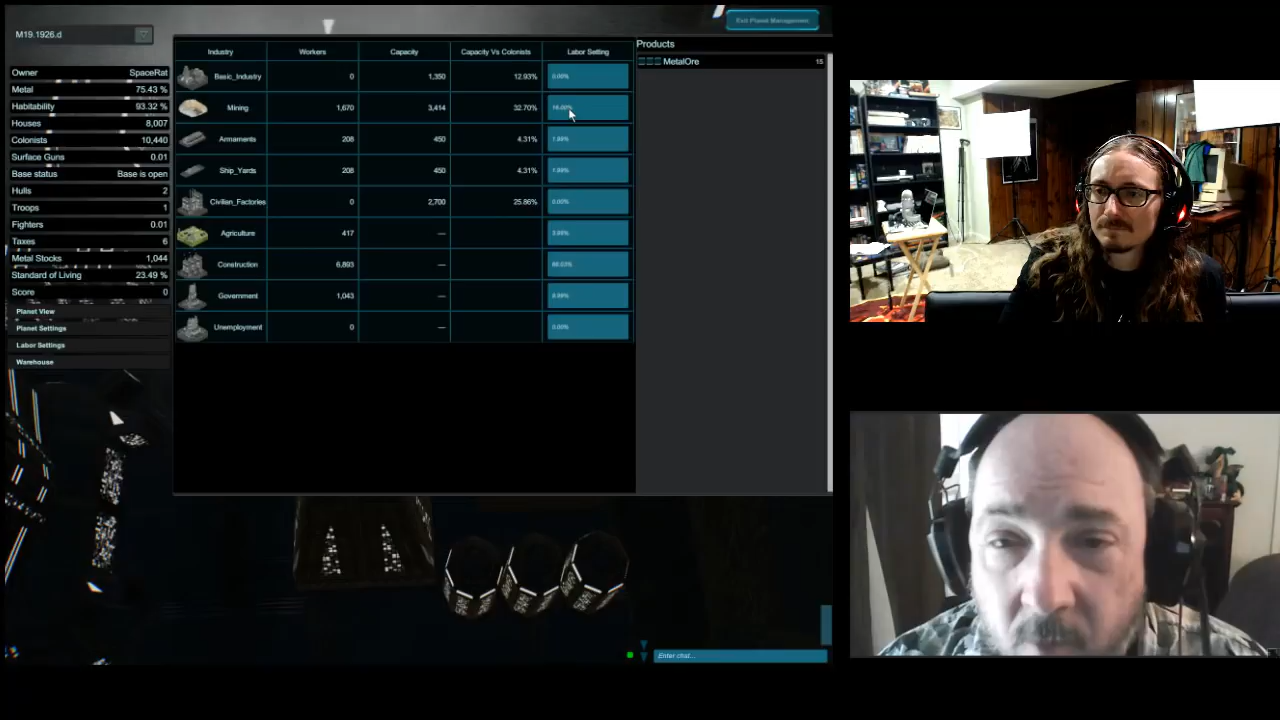 M19.1926.d
Exit Planet Management
Owner SpaceRat
Metal 75.43 %
Habitability 93.32 %
Houses 8,007
Colonists 10,440
Surface Guns 0.01
Base status Base is open
Hulls 2
Troops 1
Fighters 0.01
Taxes 6
Metal Stocks 1,044
Standard of Living 23.49 %
Score 0
Planet View
Planet Settings
Labor Settings
Warehouse
Industry Workers Capacity Capacity Vs Colonists Labor Setting
Basic_Industry 0 1,350 12.93% 0.00%
Mining 1,670 3,414 32.70%
Armaments 208 450 4.31% 1.99%
Ship_Yards 208 450 4.31% 1.99%
Civilian_Factories 0 2,700 25.86% 0.00%
Agriculture 417 —
Construction 6,893 —
Government 1,043 —
Unemployment 0 — 0.00%
Products
MetalOre 15
Enter chat...